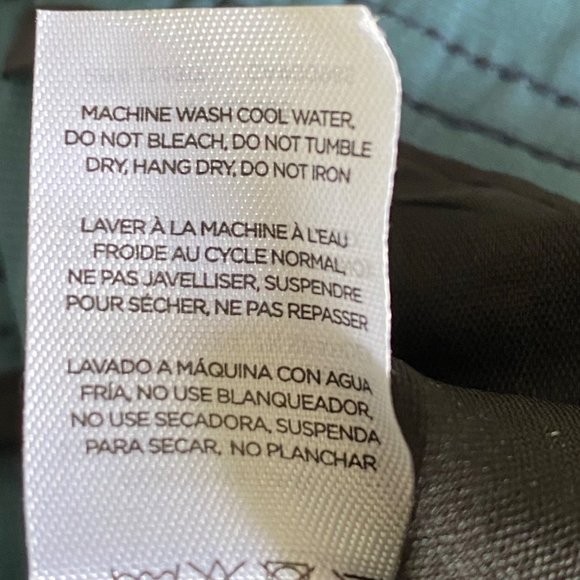 MACHINE WASH COOL WATER,
DO NOT BLEACH, DO NOT TUMBLE
DRY, HANG DRY, DO NOT IRON
LAVER À LA MACHINE À L'EAU
FROIDE AU CYCLE NORMAL,
NE PAS JAVELLISER, SUSPENDRE
POUR SÉCHER, NE PAS REPASSER
LAVADO A MÁQUINA CON AGUA
FRÍA, NO USE BLANQUEADOR,
NO USE SECADORA, SUSPENDA
PARA SECAR, NO PLANCHAR